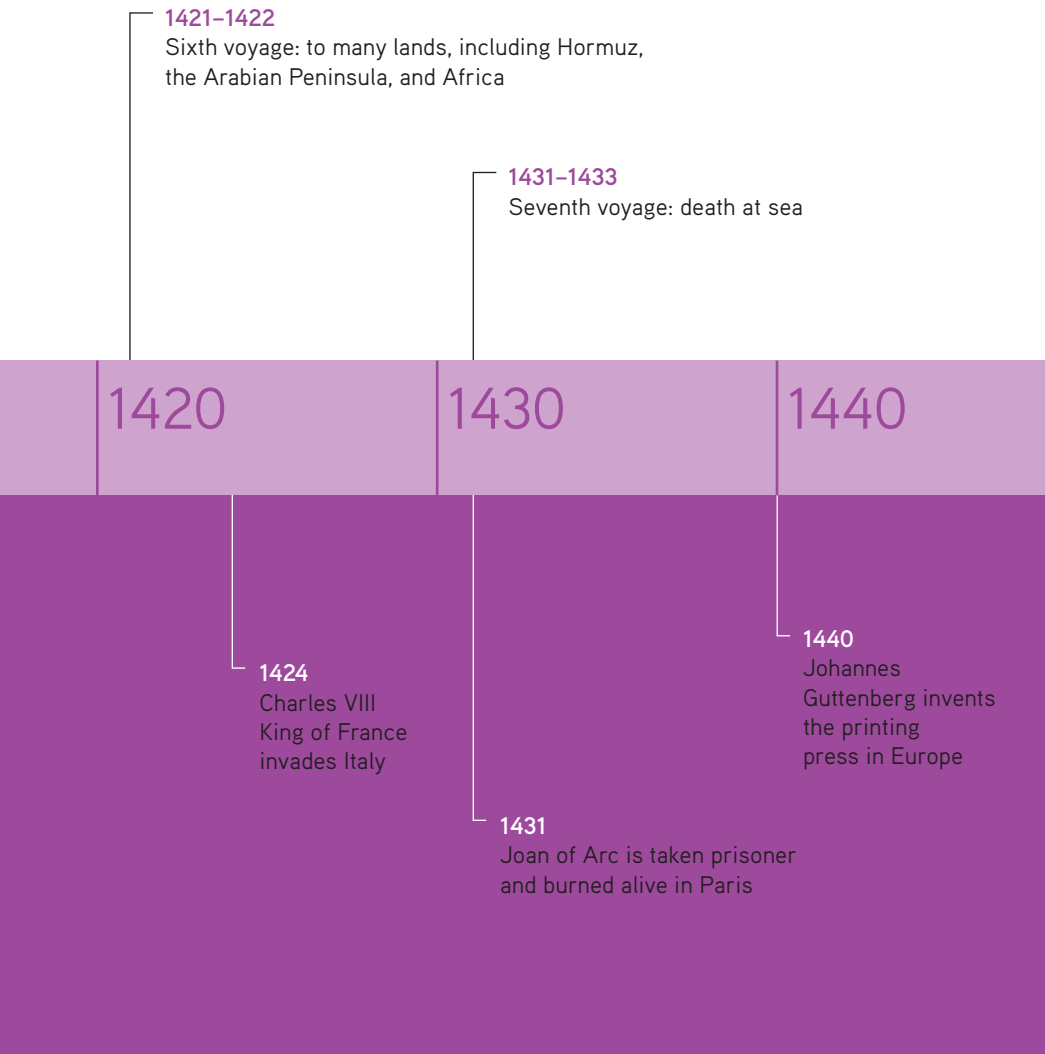 1421–1422
Sixth voyage: to many lands, including Hormuz,
the Arabian Peninsula, and Africa
1431–1433
Seventh voyage: death at sea
1420
1430
1440
1424
Charles VIII
King of France
invades Italy
1431
Joan of Arc is taken prisoner
and burned alive in Paris
1440
Johannes
Guttenberg invents
the printing
press in Europe